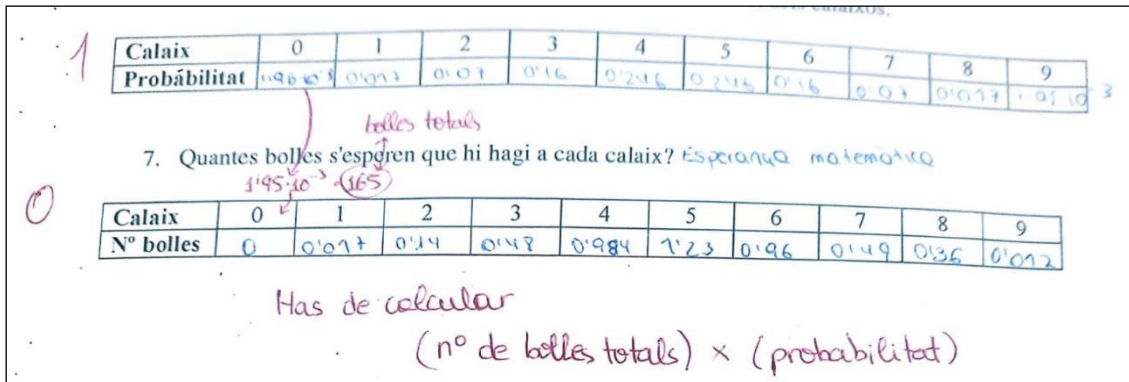 1
Calaix 0 1 2 3 4 5 6 7 8 9
Probabilitat 0'017 0'07 0'16 0'246 0'246 0'16 0'07 0'017
bolles totals
7. Quantes bolles s'esperen que hi hagi a cada calaix? Esperança matemàtica
1'95·10⁻³·(165)
0
Calaix 0 1 2 3 4 5 6 7 8 9
Nº bolles 0 0'017 0'14 0'48 0'984 1'23 0'96 0'49 0'36 0'012
Has de calcular
(nº de bolles totals) × (probabilitat)